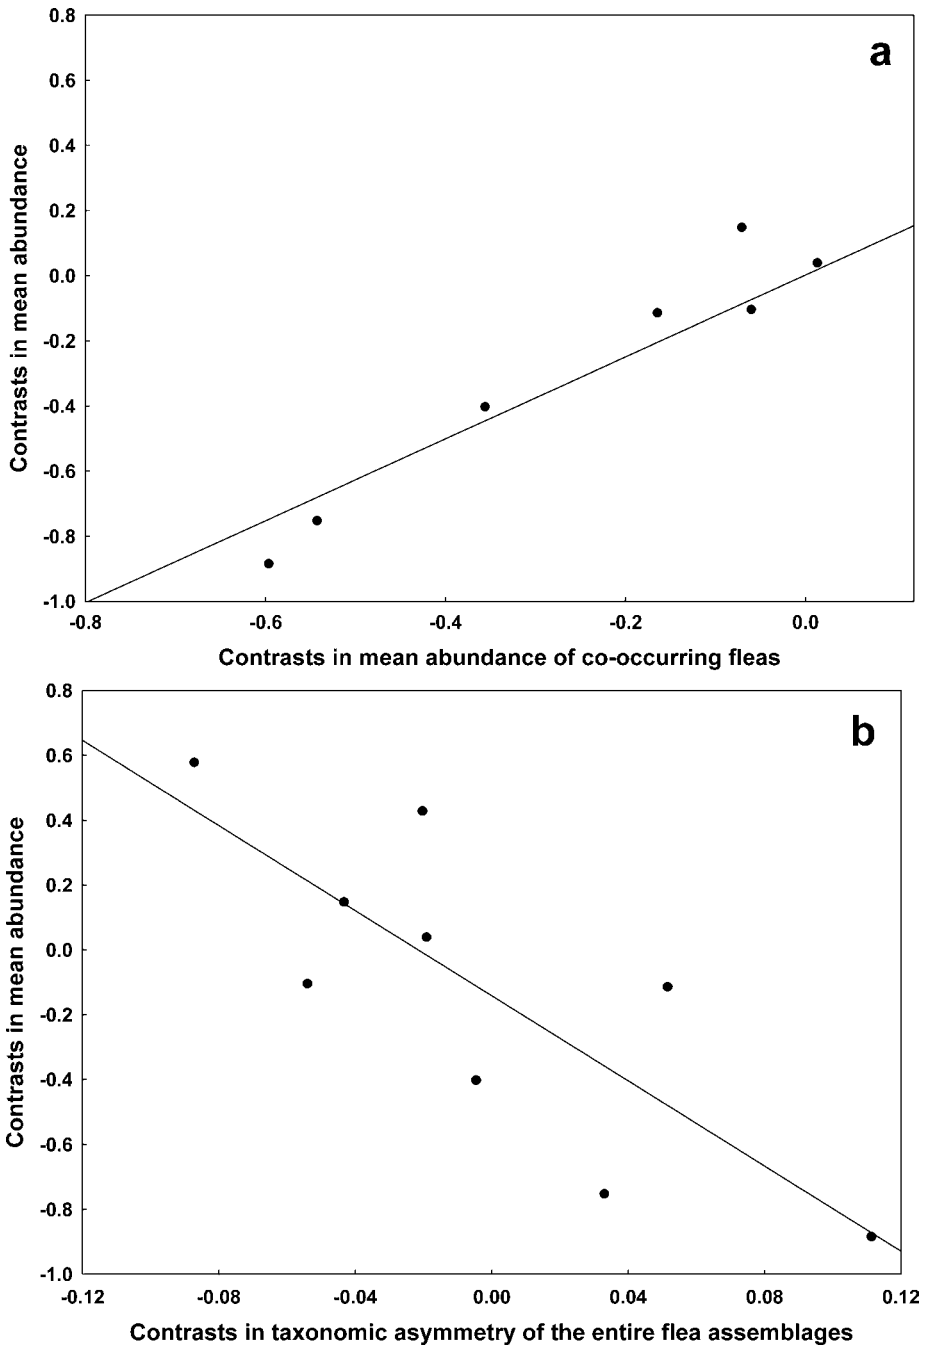 0.8
a
0.6
0.4
0.2
0.0
-0.2
-0.4
-0.6
-0.8
-1.0
Contrasts in mean abundance
-0.8 -0.6 -0.4 -0.2 0.0
Contrasts in mean abundance of co-occurring fleas
0.8
b
0.6
0.4
0.2
0.0
-0.2
-0.4
-0.6
-0.8
-1.0
Contrasts in mean abundance
-0.12 -0.08 -0.04 0.00 0.04 0.08 0.12
Contrasts in taxonomic asymmetry of the entire flea assemblages